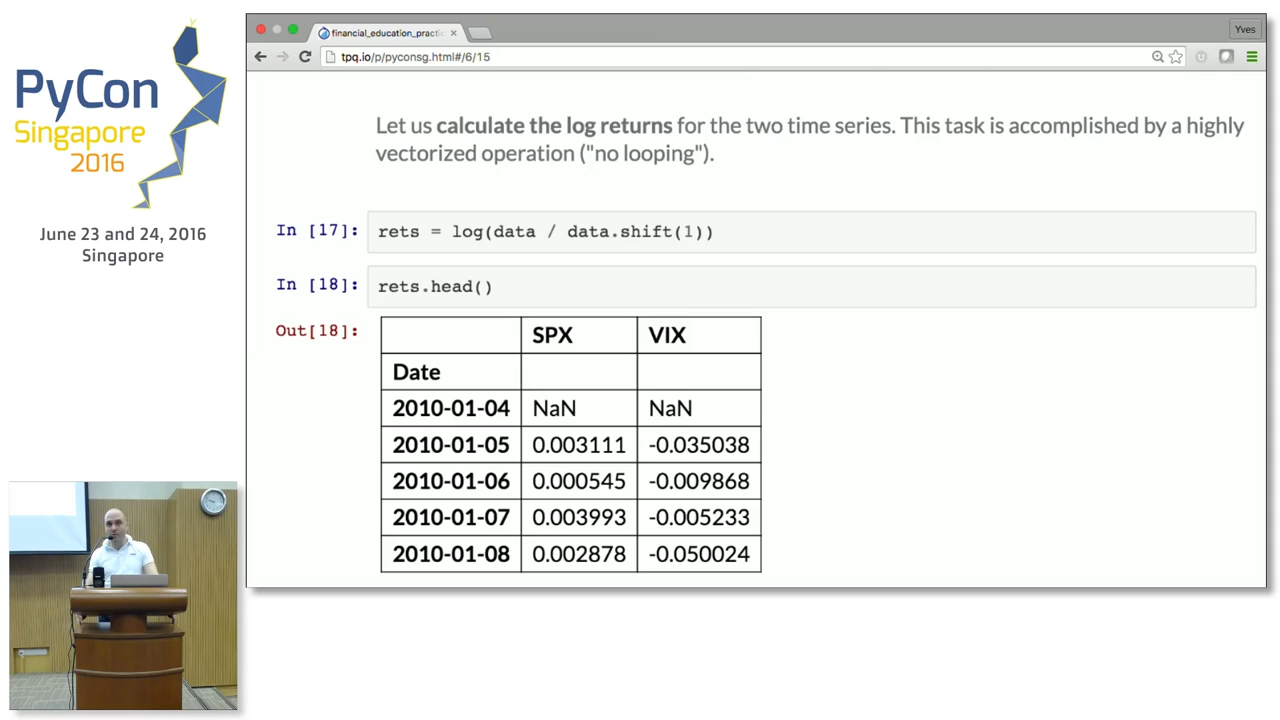 PyCon
Singapore
2016
June 23 and 24, 2016
Singapore
financial_education_practic
Yves
tpq.io/p/pyconsg.html#/6/15
Let us calculate the log returns for the two time series. This task is accomplished by a highly
vectorized operation ("no looping").
In [17]: rets = log(data / data.shift(1))
In [18]: rets.head()
Out[18]:
SPX VIX
Date
2010-01-04 NaN NaN
2010-01-05 0.003111 -0.035038
2010-01-06 0.000545 -0.009868
2010-01-07 0.003993 -0.005233
2010-01-08 0.002878 -0.050024